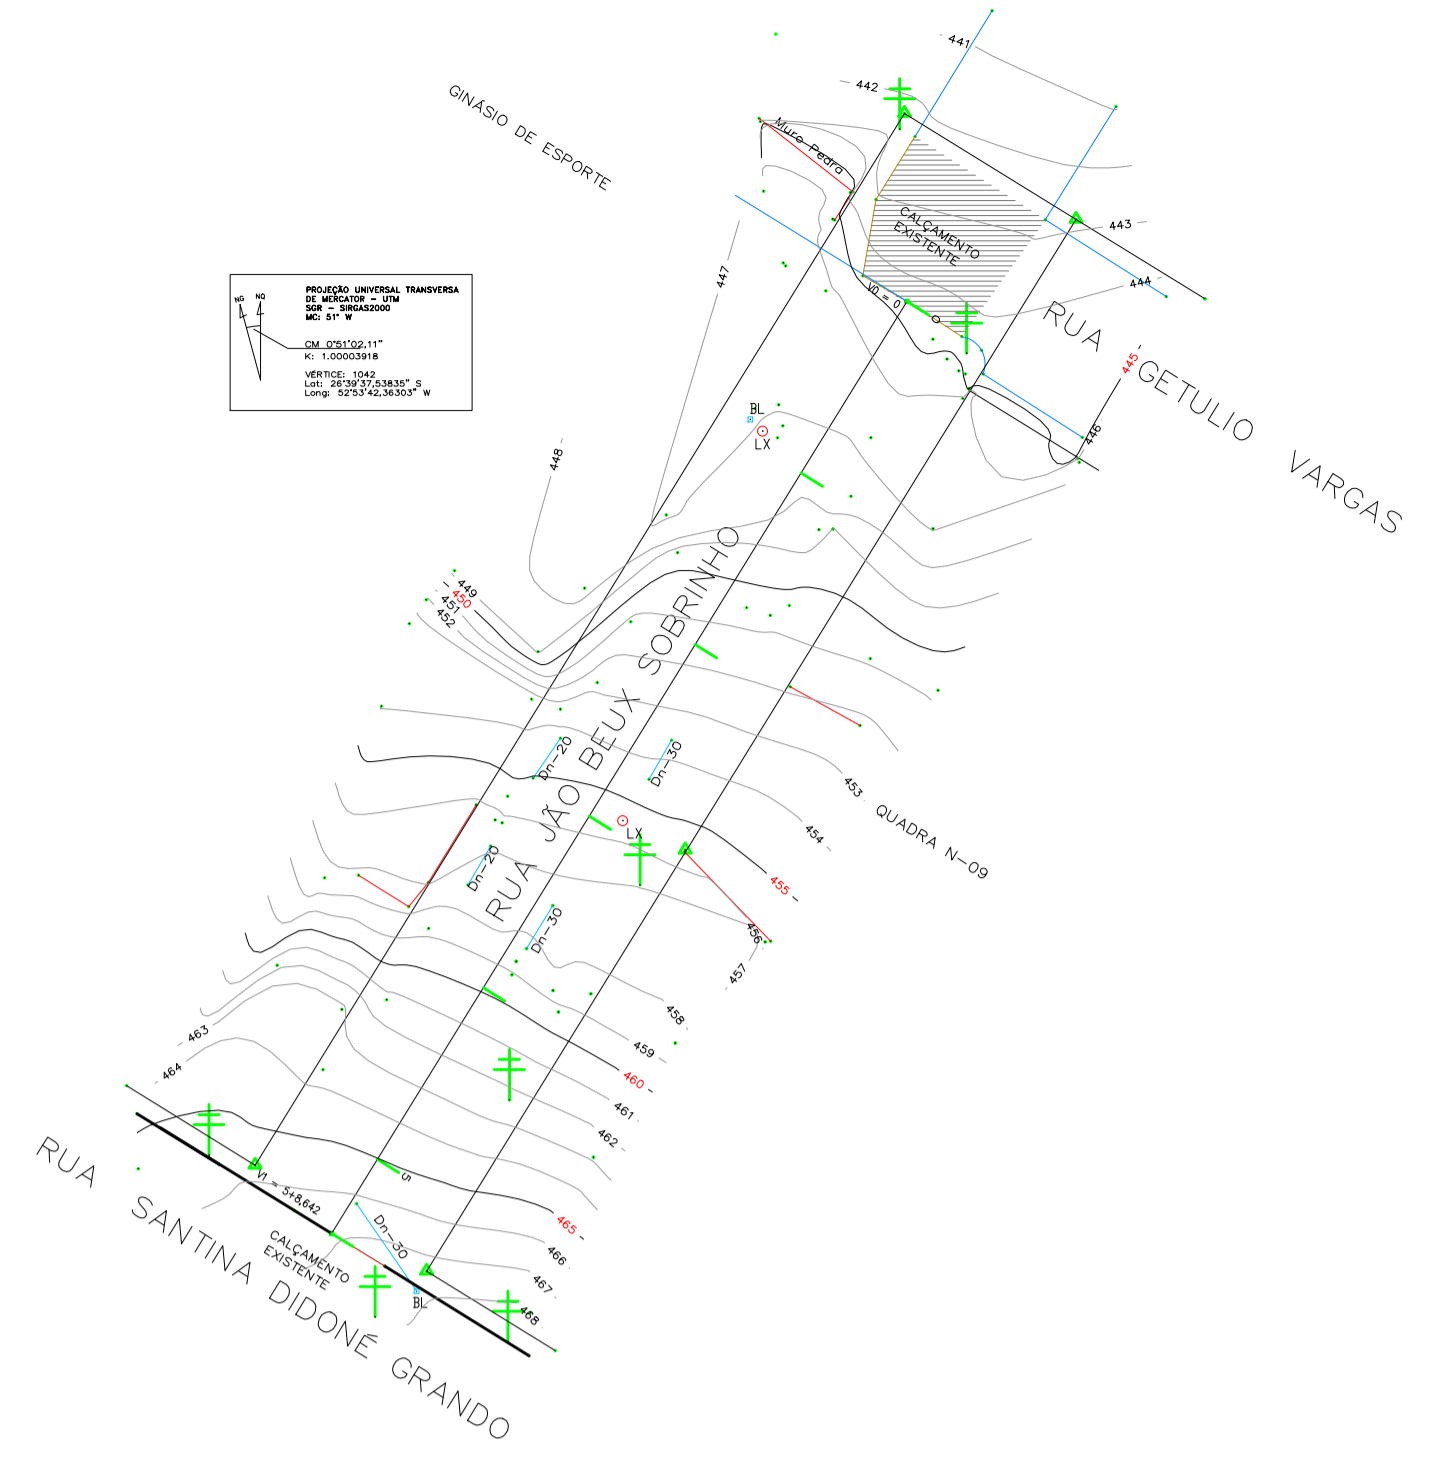 441
442
GINÁSIO DE ESPORTE
Muro Pedra
CALÇAMENTO
EXISTENTE
443
444
447
V0 = 0
O
RUA GETULIO VARGAS
445
446
NG NQ
PROJEÇÃO UNIVERSAL TRANSVERSA
DE MERCATOR - UTM
SGR - SIRGAS2000
MC: 51° W
CM 0°51'02,11"
K: 1.00003918
VÉRTICE: 1042
Lat: 26°39'37,53835" S
Long: 52°53'42,36303" W
BL
LX
448
449
450
451
452
RUA JÃO BEUX SOBRINHO
Dn-20
Dn-30
453
QUADRA N-09
454
LX
Dn-20
455
Dn-30
456
457
458
459
460
461
462
463
464
5
V1 = 5+8,642
Dn-30
465
466
467
468
CALÇAMENTO
EXISTENTE
BL
RUA SANTINA DIDONÉ GRANDO